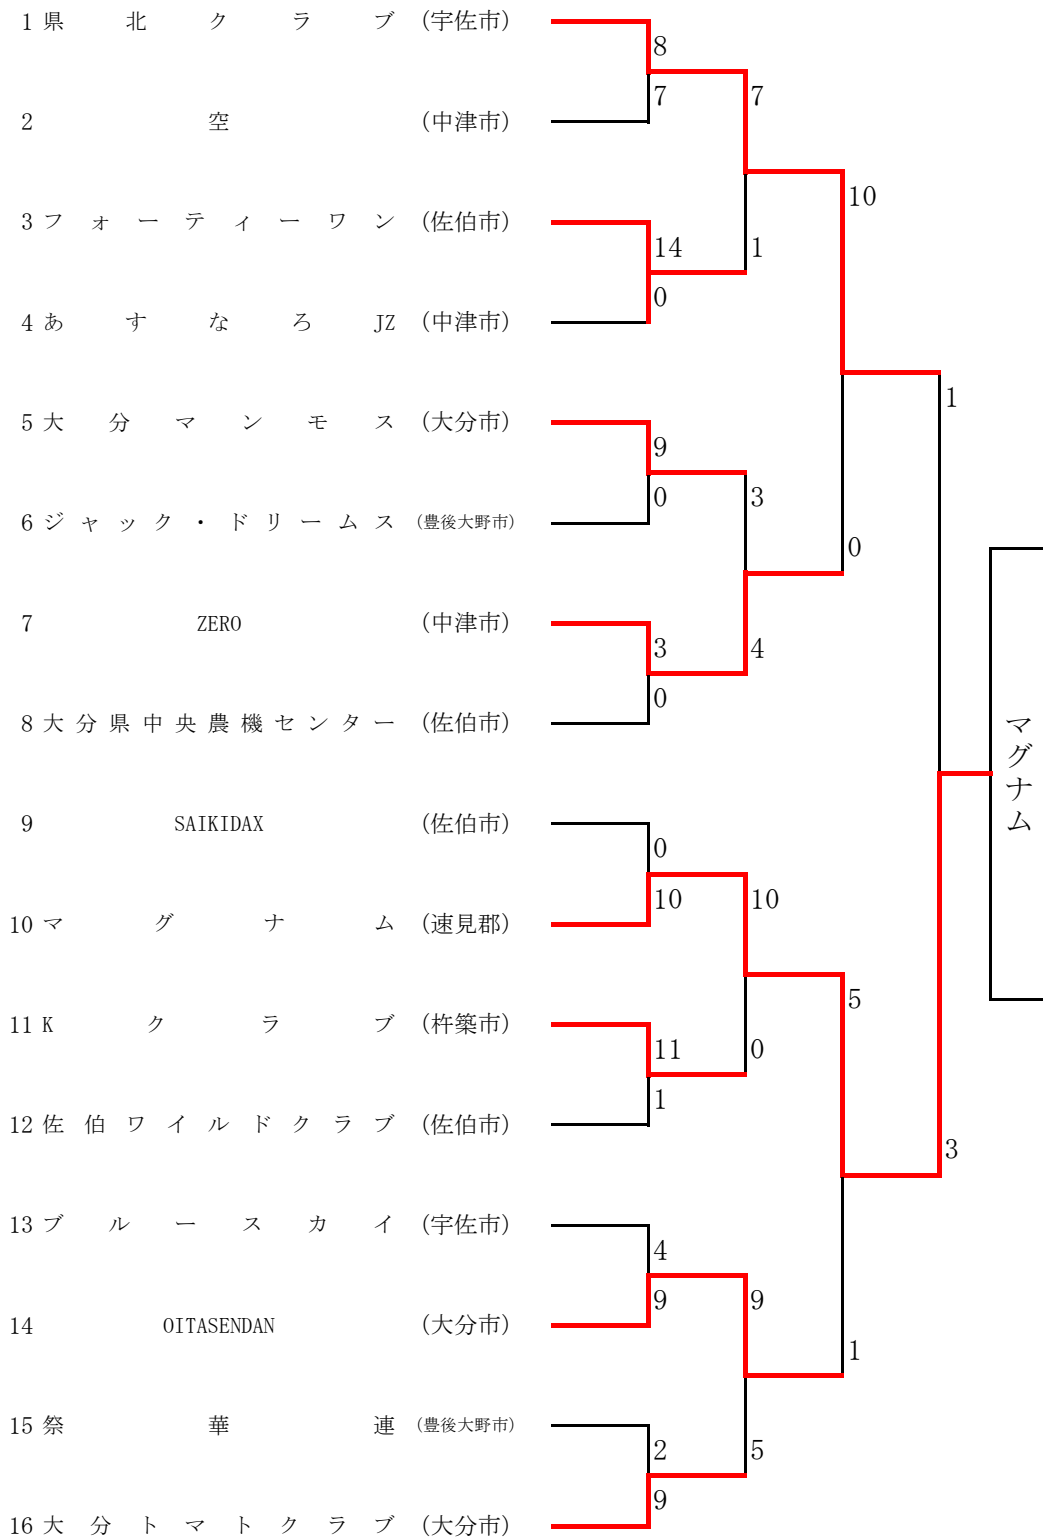 1 県北クラブ (宇佐市)
8
7
7
2 空 (中津市)
10
3 フォーティーワン (佐伯市)
14
1
0
4 あすなろJZ (中津市)
1
5 大分マンモス (大分市)
9
0
3
6 ジャック・ドリームス (豊後大野市)
0
7 ZERO (中津市)
3
4
0
8 大分県中央農機センター (佐伯市)
マグナム
9 SAIKIDAX (佐伯市)
0
10
10
10 マグナム (速見郡)
5
11 Kクラブ (杵築市)
11
0
1
12 佐伯ワイルドクラブ (佐伯市)
3
13 ブルースカイ (宇佐市)
4
9
9
14 OITASENDAN (大分市)
1
15 祭華連 (豊後大野市)
2
5
9
16 大分トマトクラブ (大分市)